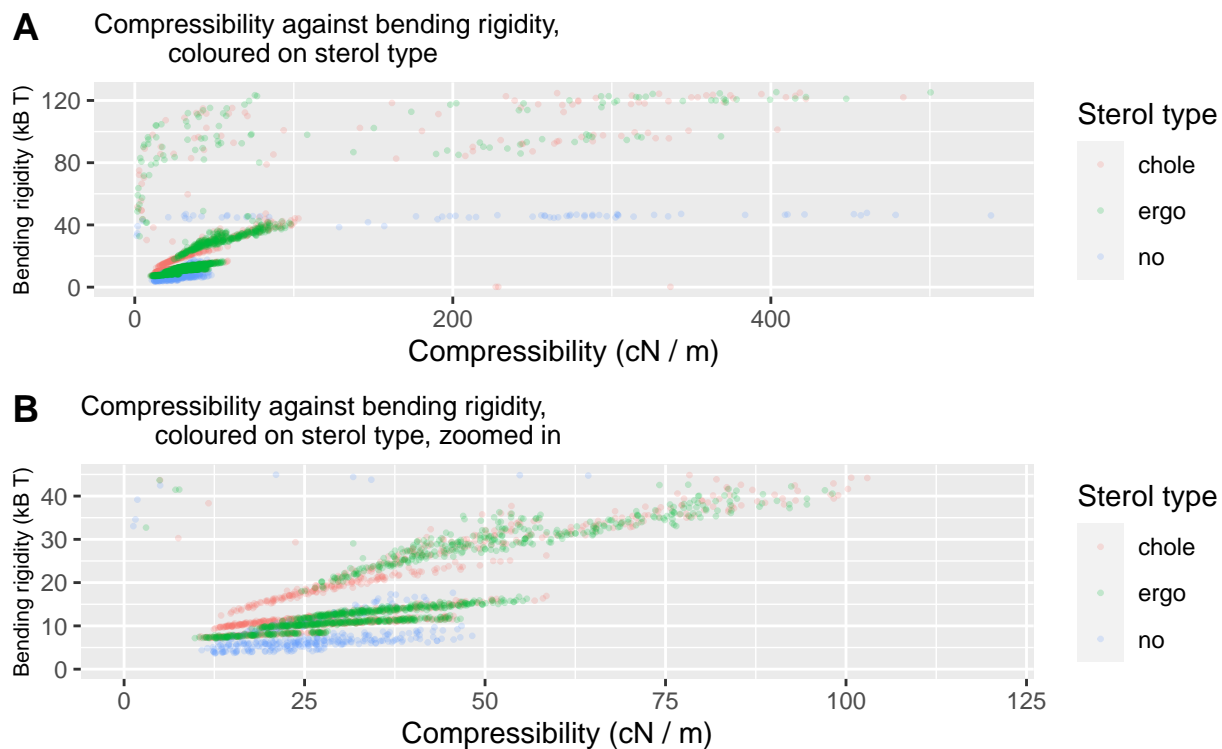 A
Compressibility against bending rigidity,
coloured on sterol type
Bending rigidity (kB T)
120
80
40
0
0
200
400
Compressibility (cN / m)
Sterol type
chole
ergo
no
B
Compressibility against bending rigidity,
coloured on sterol type, zoomed in
Bending rigidity (kB T)
40
30
20
10
0
0
25
50
75
100
125
Compressibility (cN / m)
Sterol type
chole
ergo
no